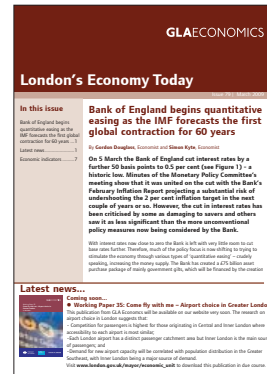 GLAECONOMICS
London's Economy Today
Issue 79 | March 2009
In this issue
Bank of England begins
quantitative easing as the
IMF forecasts the first global
contraction for 60 years ....1
Latest news..........................1
Economic indicators............7
Bank of England begins quantitative
easing as the IMF forecasts the first
global contraction for 60 years
By Gordon Douglass, Economist and Simon Kyte, Economist
On 5 March the Bank of England cut interest rates by a
further 50 basis points to 0.5 per cent (see Figure 1) – a
historic low. Minutes of the Monetary Policy Committee's
meeting show that it was united on the cut with the Bank's
February Inflation Report projecting a substantial risk of
undershooting the 2 per cent inflation target in the next
couple of years or so. However, the cut in interest rates has
been criticised by some as damaging to savers and others
saw it as less significant than the more unconventional
policy measures now being considered by the Bank.
With interest rates now close to zero the Bank is left with very little more to cut
base rates further. Therefore, much of the policy focus is now shifting to trying to
stimulate the economy through various types of 'quantitative easing' – crudely
speaking, increasing the money supply. The Bank has created a £75 billion asset
purchase package of mainly government gilts, which will be financed by the creation
Latest news...
Coming soon...
● Working Paper 35: Come fly with me – Airport choice in Greater London
This publication from GLA Economics will be available on our website very soon. The research on
airport choice in London suggests that:
– Competition for passengers is highest for those originating in Central and Inner London where
accessibility to each airport is most similar;
–Each London airport has a distinct passenger catchment area but Inner London is the main source
of passengers; and
–Demand for new airport capacity will be correlated with population distribution in the Greater
Southeast, with Inner London being a major source of demand.
Visit www.london.gov.uk/mayor/economic_unit to download this publication in due course.